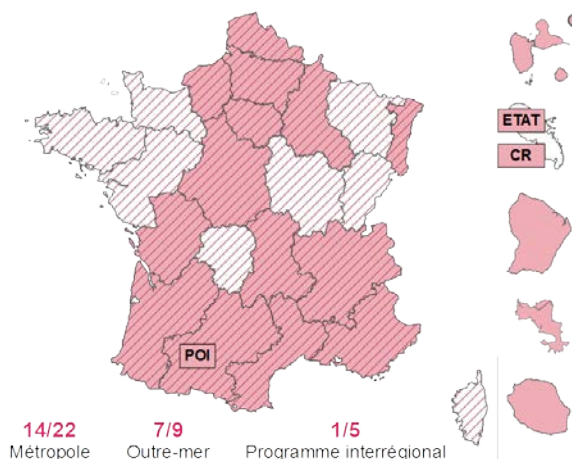 ETAT
CR
POI
14/22 7/9 1/5
Métropole Outre-mer Programme interrégional